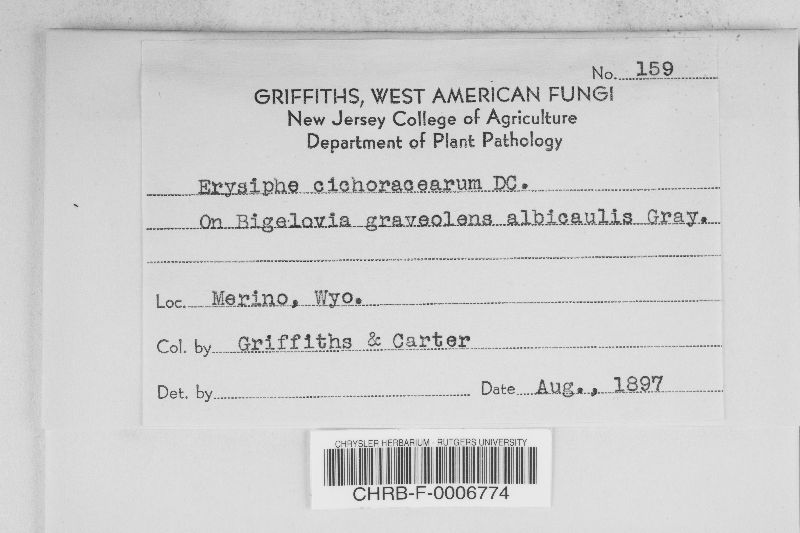 No. 159
GRIFFITHS, WEST AMERICAN FUNGI
New Jersey College of Agriculture
Department of Plant Pathology
Erysiphe cichoracearum DC.
On Bigelovia graveolens albicaulis Gray.
Loc. Merino, Wyo.
Col. by Griffiths & Carter
Det. by Date Aug., 1897
CHRYSLER HERBARIUM - RUTGERS UNIVERSITY
CHRB-F-0006774